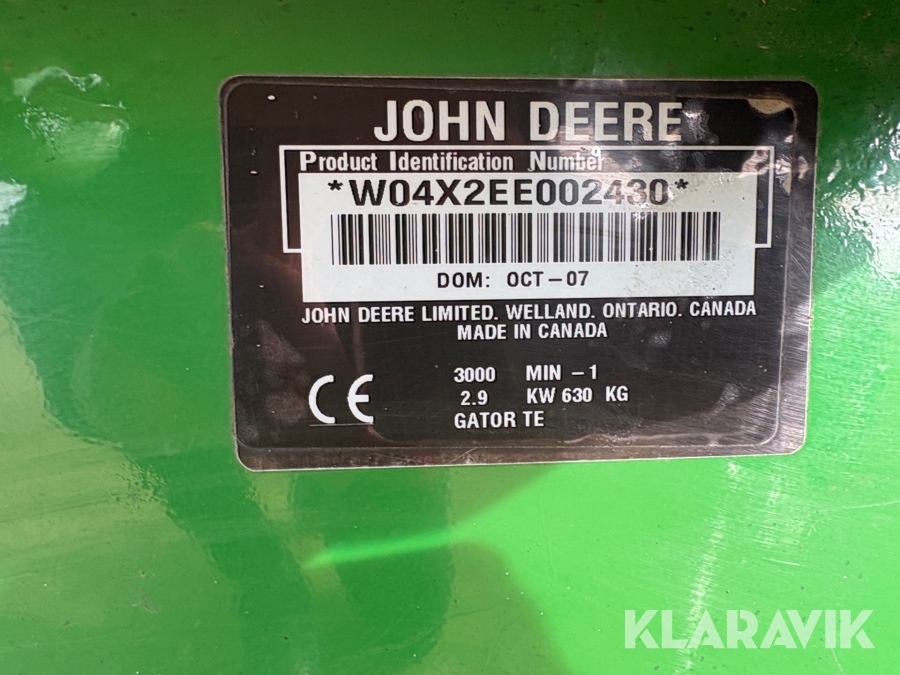 JOHN DEERE
Product Identification Number
*W04X2EE002430*
DOM: OCT-07
JOHN DEERE LIMITED. WELLAND. ONTARIO. CANADA
MADE IN CANADA
3000 MIN -1
2.9 KW 630 KG
GATOR TE
CE
KLARAVIK